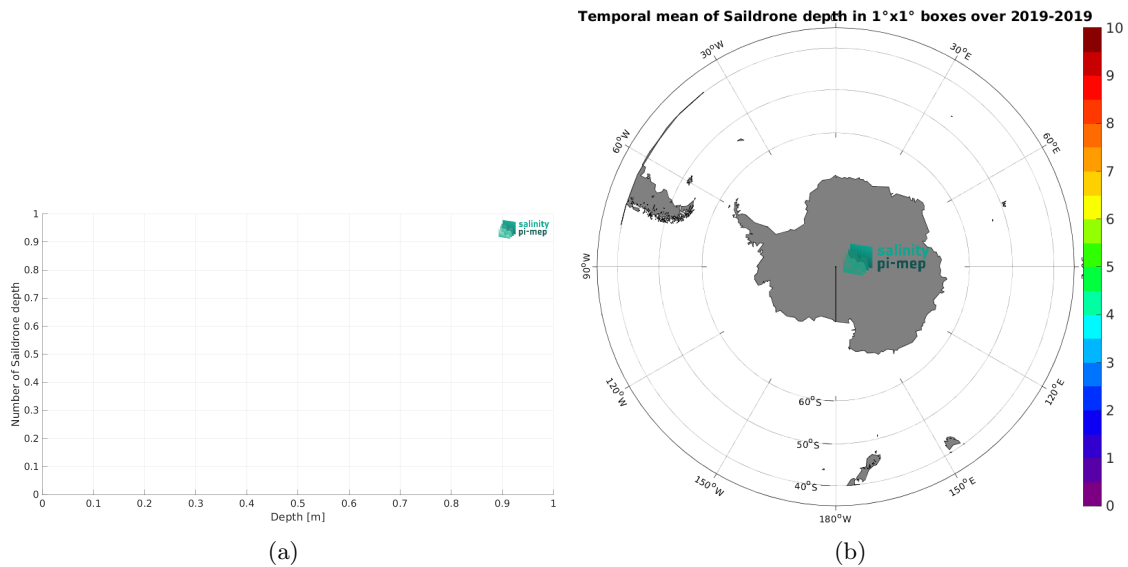 Temporal mean of Saildrone depth in 1°x1° boxes over 2019-2019
1
0.9
0.8
0.7
0.6
0.5
0.4
0.3
0.2
0.1
0
Number of Saildrone depth
0
0.1
0.2
0.3
0.4
0.5
0.6
0.7
0.8
0.9
1
Depth [m]
salinity
pi-mep
(a)
30°W
30°E
60°W
60°E
90°W
120°W
120°E
150°W
150°E
180°W
60°S
50°S
40°S
salinity
pi-mep
10
9
8
7
6
5
4
3
2
1
0
(b)